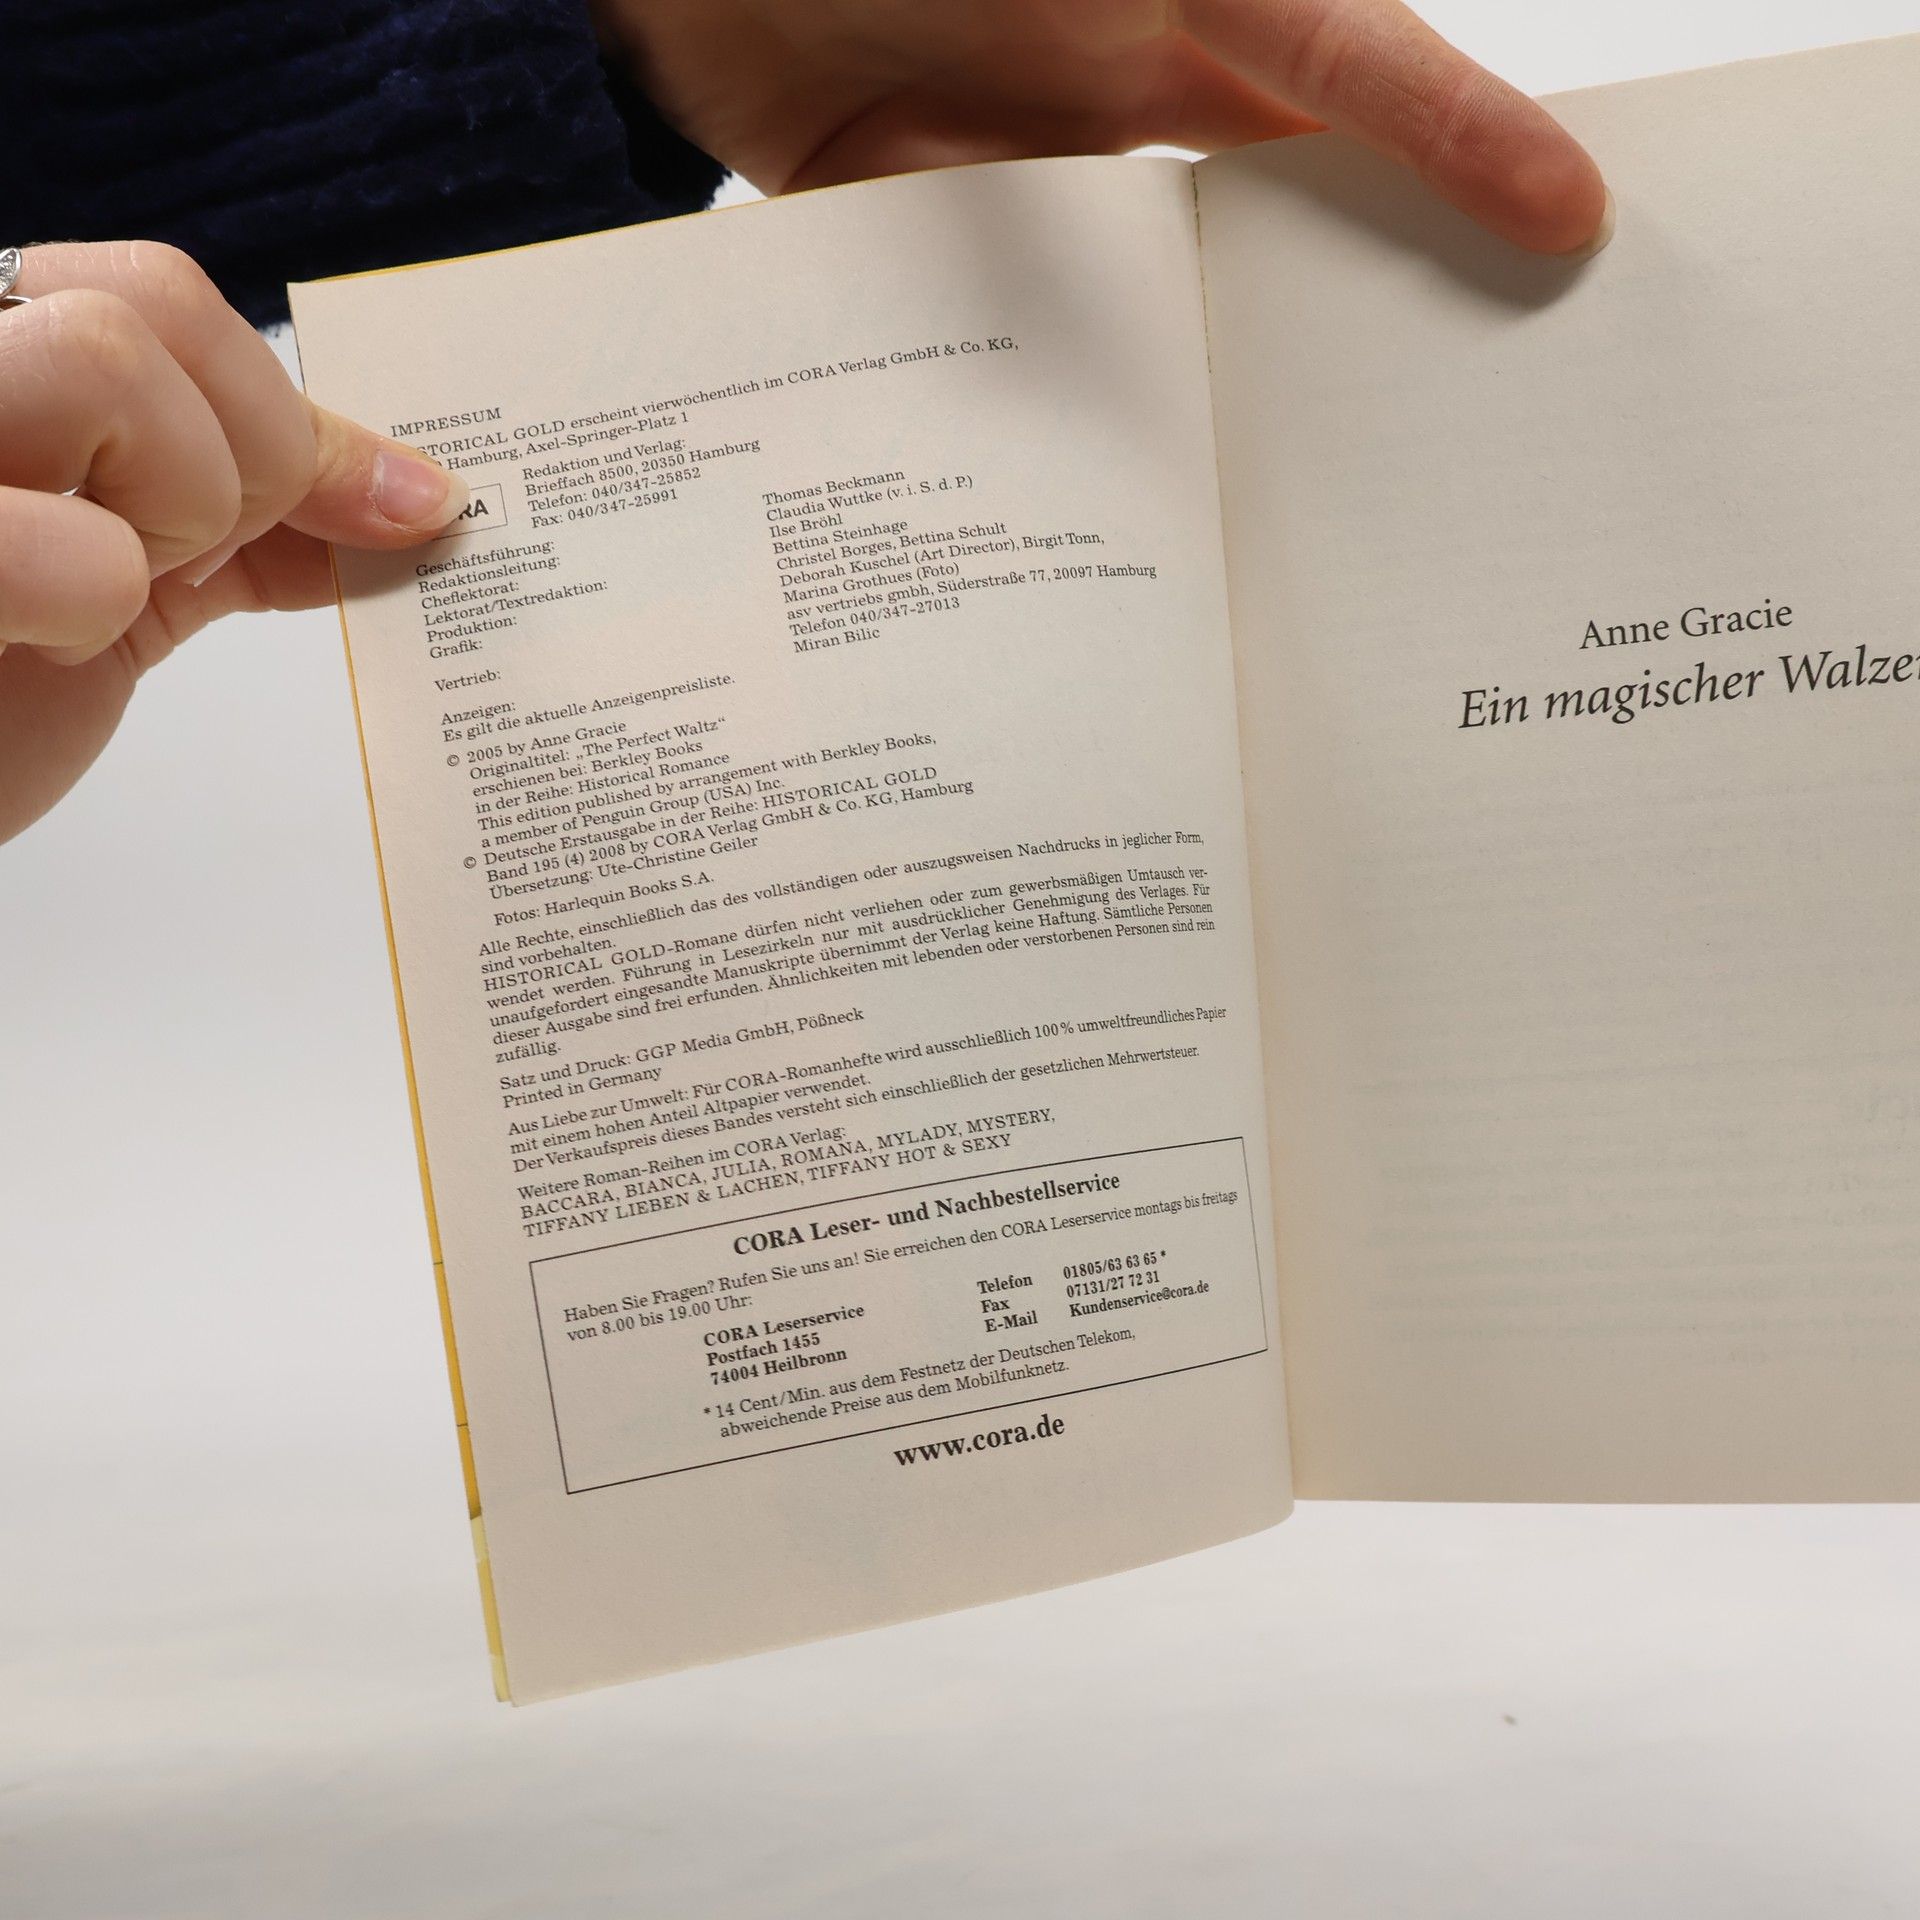 IMPRESSUM
STORICAL GOLD erscheint vierwöchentlich im CORA Verlag GmbH & Co. KG,
Hamburg, Axel-Springer-Platz 1
RA
Redaktion und Verlag:
Brieffach 8500, 20350 Hamburg
Telefon: 040/347-25852
Fax: 040/347-25991
Geschäftsführung:
Redaktionsleitung:
Cheflektorat:
Lektorat/Textredaktion:
Produktion:
Grafik:
Vertrieb:
Anzeigen:
Thomas Beckmann
Claudia Wuttke (v. i. S. d. P.)
Ilse Bröhl
Bettina Steinhage
Christel Borges, Bettina Schult
Deborah Kuschel (Art Director), Birgit Tonn,
Marina Grothues (Foto)
asv vertriebs gmbh, Süderstraße 77, 20097 Hamburg
Telefon 040/347-27013
Miran Bilic
Es gilt die aktuelle Anzeigenpreisliste.
© 2005 by Anne Gracie
Originaltitel: „The Perfect Waltz“
erschienen bei: Berkley Books
in der Reihe: Historical Romance
This edition published by arrangement with Berkley Books,
a member of Penguin Group (USA) Inc.
© Deutsche Erstausgabe in der Reihe: HISTORICAL GOLD
Band 195 (4) 2008 by CORA Verlag GmbH & Co. KG, Hamburg
Übersetzung: Ute-Christine Geiler
Fotos: Harlequin Books S.A.
Alle Rechte, einschließlich das des vollständigen oder auszugsweisen Nachdrucks in jeglicher Form,
sind vorbehalten.
HISTORICAL GOLD-Romane dürfen nicht verliehen oder zum gewerbsmäßigen Umtausch ver-
wendet werden. Führung in Lesezirkeln nur mit ausdrücklicher Genehmigung des Verlages. Für
unaufgefordert eingesandte Manuskripte übernimmt der Verlag keine Haftung. Sämtliche Personen
dieser Ausgabe sind frei erfunden. Ähnlichkeiten mit lebenden oder verstorbenen Personen sind rein
zufällig.
Satz und Druck: GGP Media GmbH, Pößneck
Printed in Germany
Aus Liebe zur Umwelt: Für CORA-Romanhefte wird ausschließlich 100% umweltfreundliches Papier
mit einem hohen Anteil Altpapier verwendet.
Der Verkaufspreis dieses Bandes versteht sich einschließlich der gesetzlichen Mehrwertsteuer.
Weitere Roman-Reihen im CORA Verlag:
BACCARA, BIANCA, JULIA, ROMANA, MYLADY, MYSTERY,
TIFFANY LIEBEN & LACHEN, TIFFANY HOT & SEXY
CORA Leser- und Nachbestellservice
Haben Sie Fragen? Rufen Sie uns an! Sie erreichen den CORA Leserservice montags bis freitags
von 8.00 bis 19.00 Uhr:
CORA Leserservice
Postfach 1455
74004 Heilbronn
Telefon 01805/63 63 65 *
Fax 07131/27 72 31
E-Mail Kundenservice@cora.de
* 14 Cent/Min. aus dem Festnetz der Deutschen Telekom,
abweichende Preise aus dem Mobilfunknetz.
www.cora.de
Anne Gracie
Ein magischer Walzer